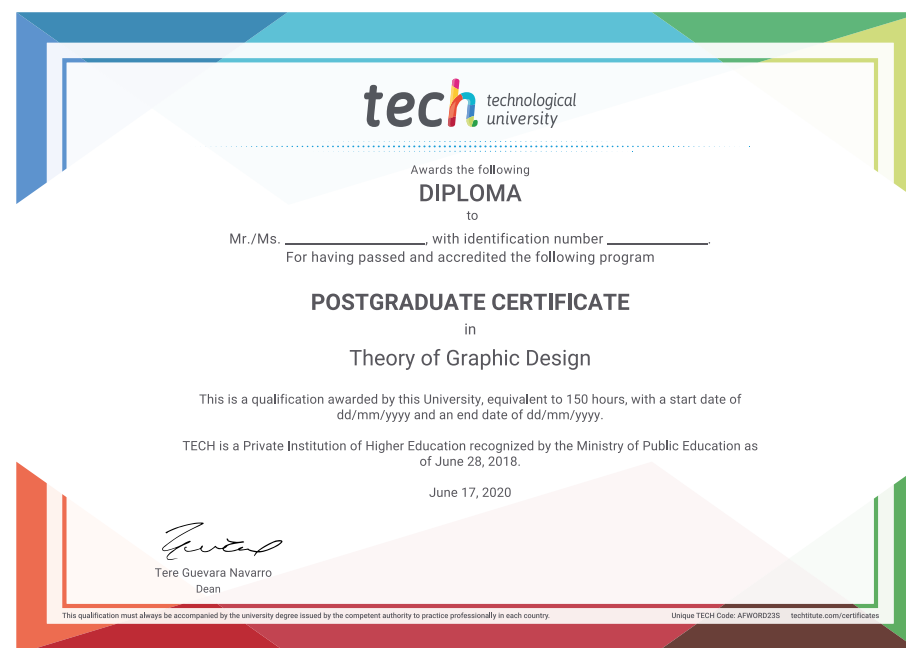 tech technological
university
Awards the following
DIPLOMA
to
Mr./Ms. ________________, with identification number ____________.
For having passed and accredited the following program
POSTGRADUATE CERTIFICATE
in
Theory of Graphic Design
This is a qualification awarded by this University, equivalent to 150 hours, with a start date of
dd/mm/yyyy and an end date of dd/mm/yyyy.
TECH is a Private Institution of Higher Education recognized by the Ministry of Public Education as
of June 28, 2018.
June 17, 2020
Tere Guevara Navarro
Dean
This qualification must always be accompanied by the university degree issued by the competent authority to practice professionally in each country.
Unique TECH Code: AFWORD23S techtitute.com/certificates